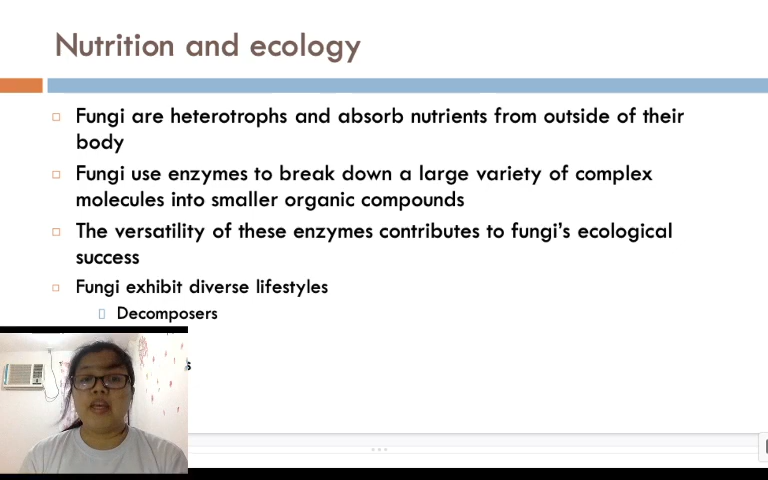 Nutrition and ecology
Fungi are heterotrophs and absorb nutrients from outside of their
body
Fungi use enzymes to break down a large variety of complex
molecules into smaller organic compounds
The versatility of these enzymes contributes to fungi's ecological
success
Fungi exhibit diverse lifestyles
Decomposers